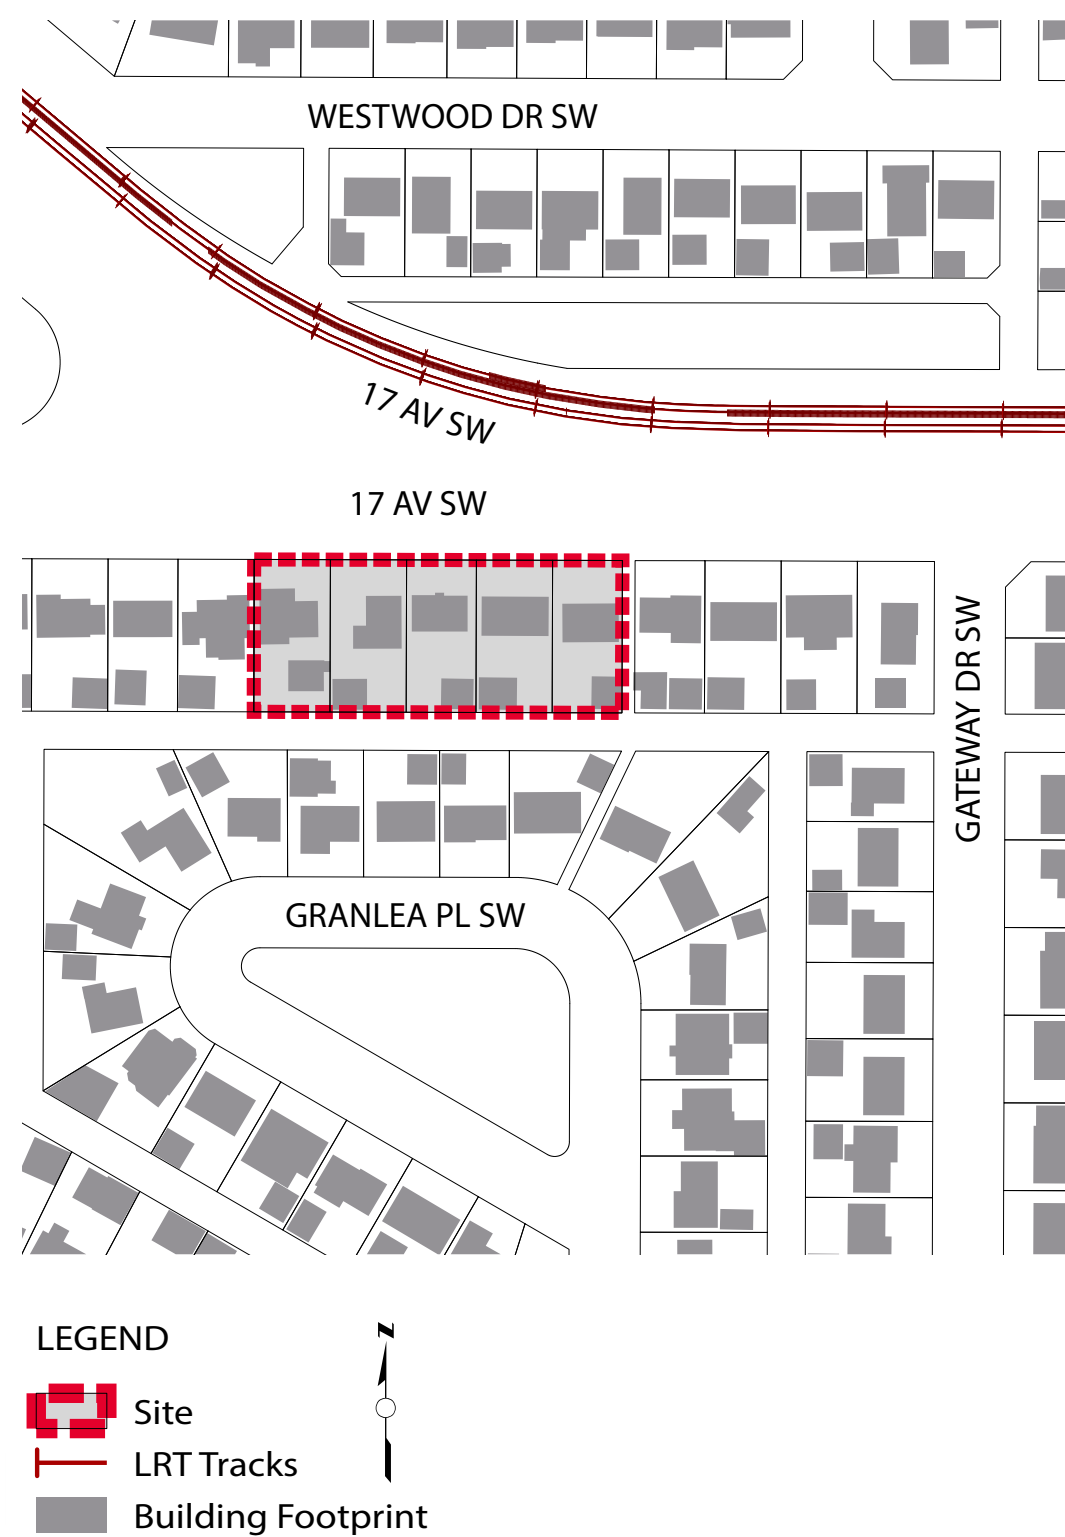 WESTWOOD DR SW
17 AV SW
17 AV SW
GATEWAY DR SW
GRANLEA PL SW
LEGEND
N
Site
LRT Tracks
Building Footprint